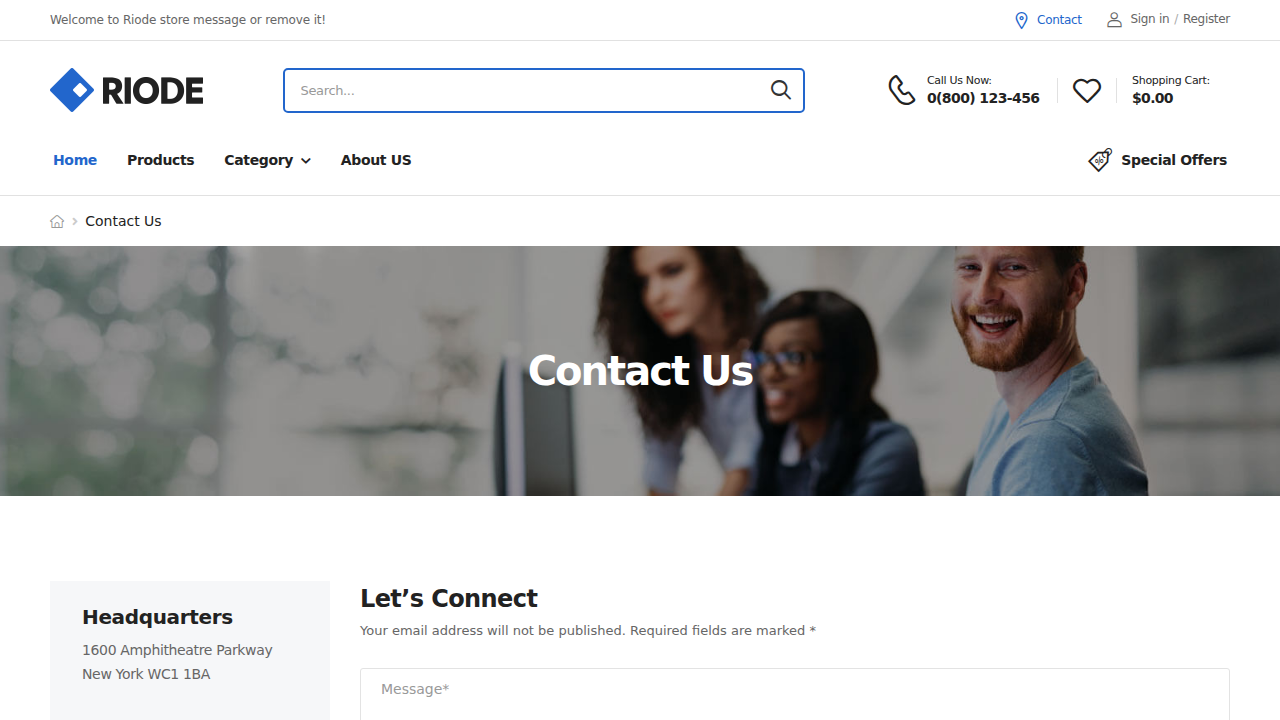 Welcome to Riode store message or remove it!
Contact
Sign in / Register
RIODE
Search...
Call Us Now:
0(800) 123-456
Shopping Cart:
$0.00
Home
Products
Category
About US
Special Offers
Contact Us
Contact Us
Headquarters
1600 Amphitheatre Parkway
New York WC1 1BA
Let’s Connect
Your email address will not be published. Required fields are marked *
Message*